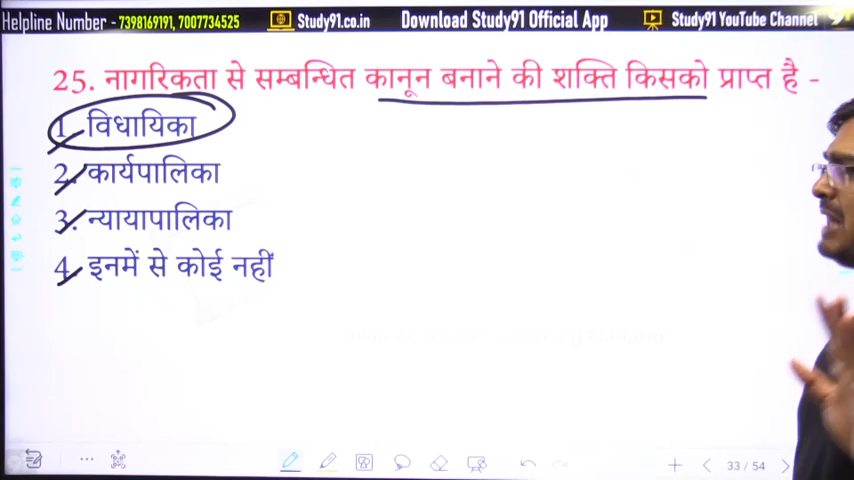 Helpline Number - 7398169191, 7007734525 Study91.co.in Download Study91 Official App Study91 YouTube Channel
25. नागरिकता से सम्बन्धित कानून बनाने की शक्ति किसको प्राप्त है -
1. विधायिका
2. कार्यपालिका
3. न्यायापालिका
4. इनमें से कोई नहीं
33 / 54